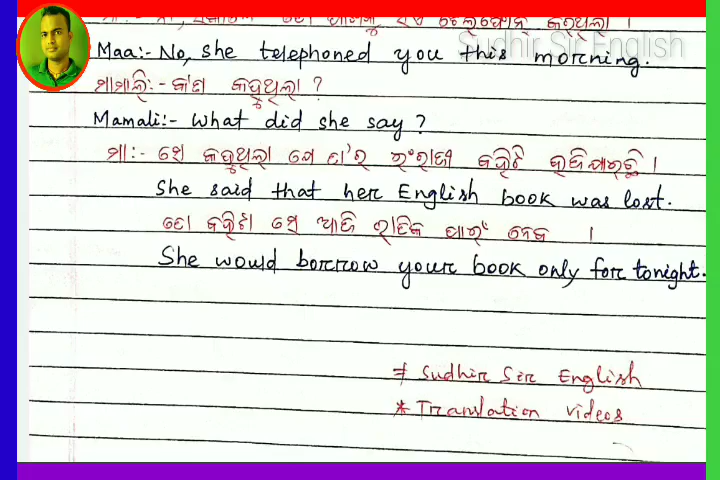 Maa:- No, she telephoned you this morning.
ମାମାଲି:- କ'ଣ କହୁଥିଲା ?
Mamali:- What did she say ?
ମା:- ସେ କହୁଥିଲା ଯେ ତା'ର ଇଂରାଜୀ ବହିଟି ହଜିଯାଇଛି ।
She said that her English book was lost.
ତୋ ବହିଟା ସେ ଆଜି ରାତିକ ପାଇଁ ନେବ ।
She would borrow your book only for tonight.
Sudhir Sir English
* Translation videos
Sudhir Sir English